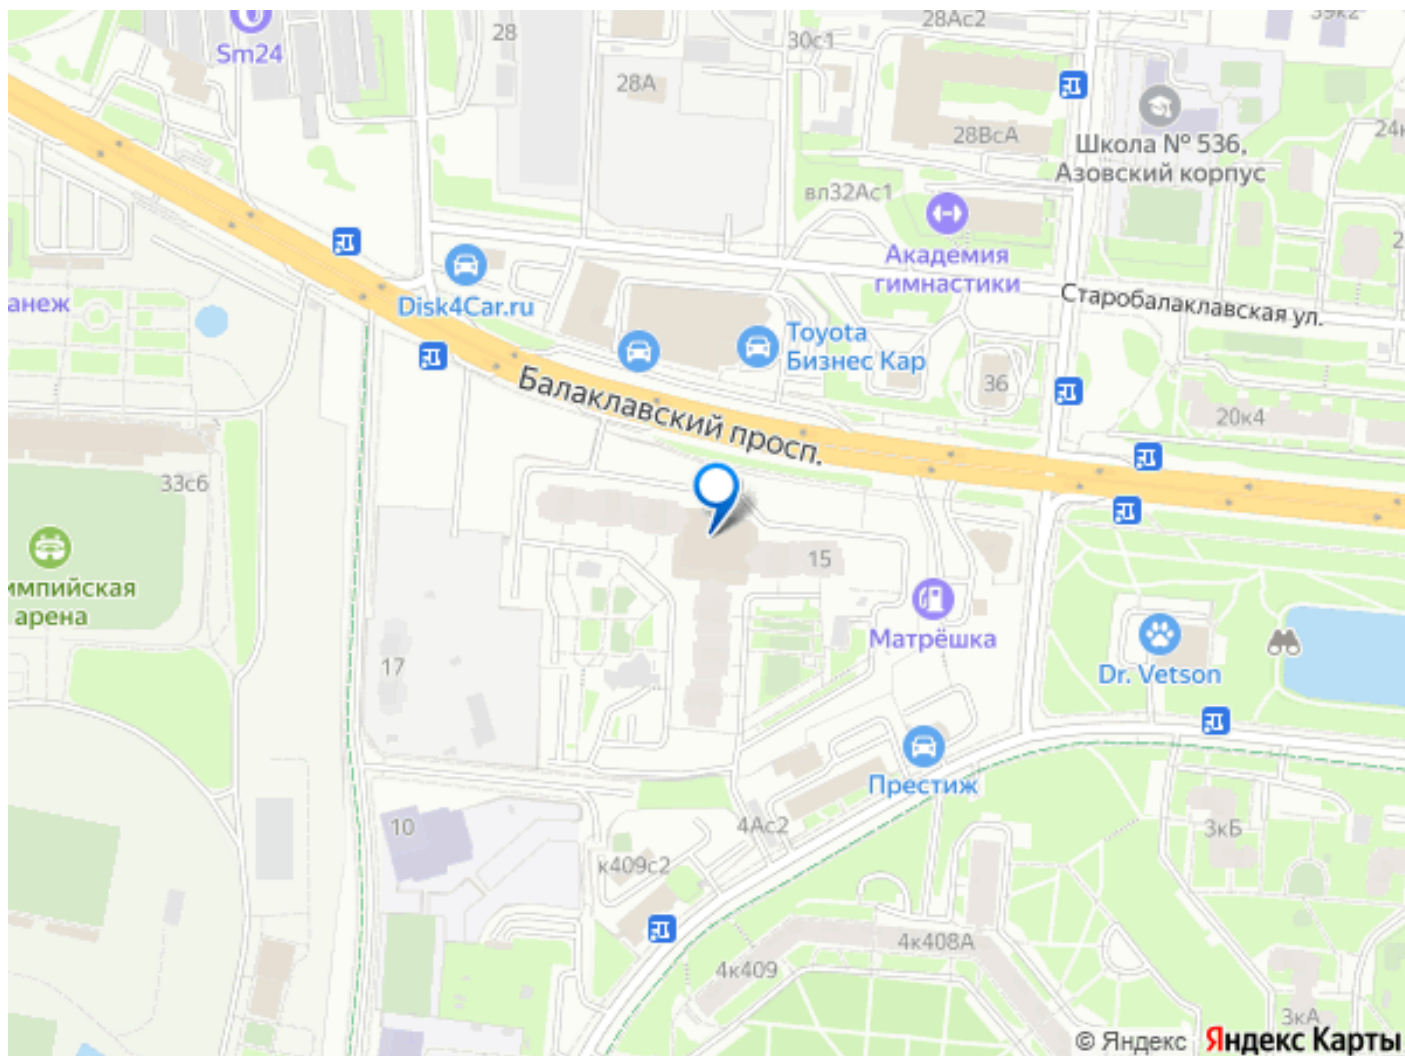 28Ас2
Sm24
28
30с1
28А
28ВсА
Школа № 536,
Азовский корпус
вл32Ас1
Академия
гимнастики
Старобалаклавская ул.
анеж
Disk4Car.ru
Toyota
Бизнес Кар
36
20к4
Балаклавский просп.
33с6
15
импийская
арена
Матрёшка
17
Dr. Vetson
Престиж
10
4Ас2
3кБ
к409с2
4к408А
4к409
3кА
© Яндекс Яндекс Карты